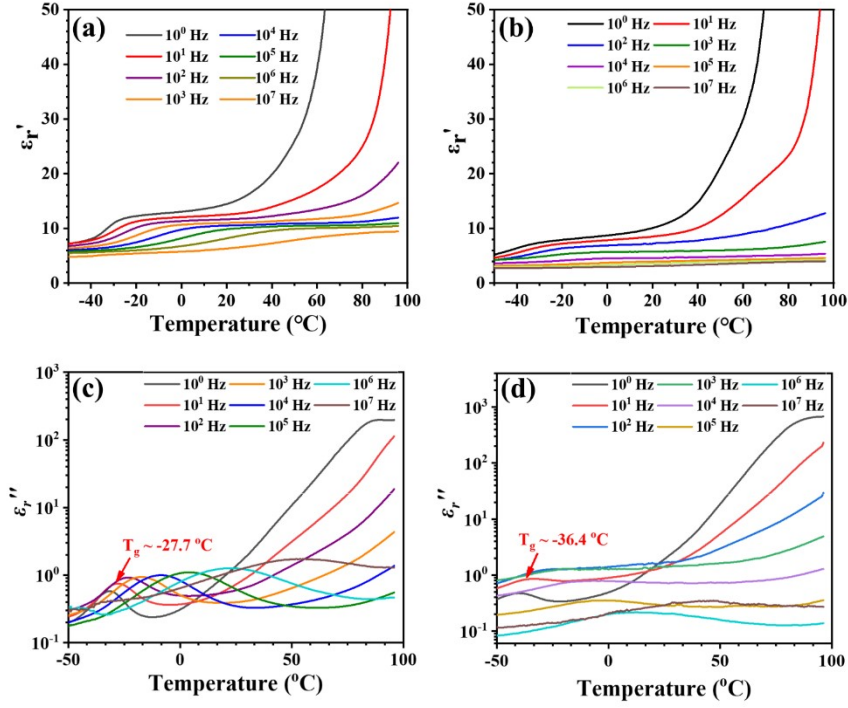 (a)
10⁰ Hz 10⁴ Hz
10¹ Hz 10⁵ Hz
10² Hz 10⁶ Hz
10³ Hz 10⁷ Hz
50
40
30
20
10
0
εr'
-40 -20 0 20 40 60 80 100
Temperature (°C)
(b)
10⁰ Hz 10¹ Hz
10² Hz 10³ Hz
10⁴ Hz 10⁵ Hz
10⁶ Hz 10⁷ Hz
50
40
30
20
10
0
εr'
-40 -20 0 20 40 60 80 100
Temperature (°C)
(c)
10⁰ Hz 10³ Hz 10⁶ Hz
10¹ Hz 10⁴ Hz 10⁷ Hz
10² Hz 10⁵ Hz
10³
10²
10¹
10⁰
10⁻¹
εr''
Tg ~ -27.7 °C
-50 0 50 100
Temperature (°C)
(d)
10⁰ Hz 10³ Hz 10⁶ Hz
10¹ Hz 10⁴ Hz 10⁷ Hz
10² Hz 10⁵ Hz
10³
10²
10¹
10⁰
10⁻¹
εr''
Tg ~ -36.4 °C
-50 0 50 100
Temperature (°C)